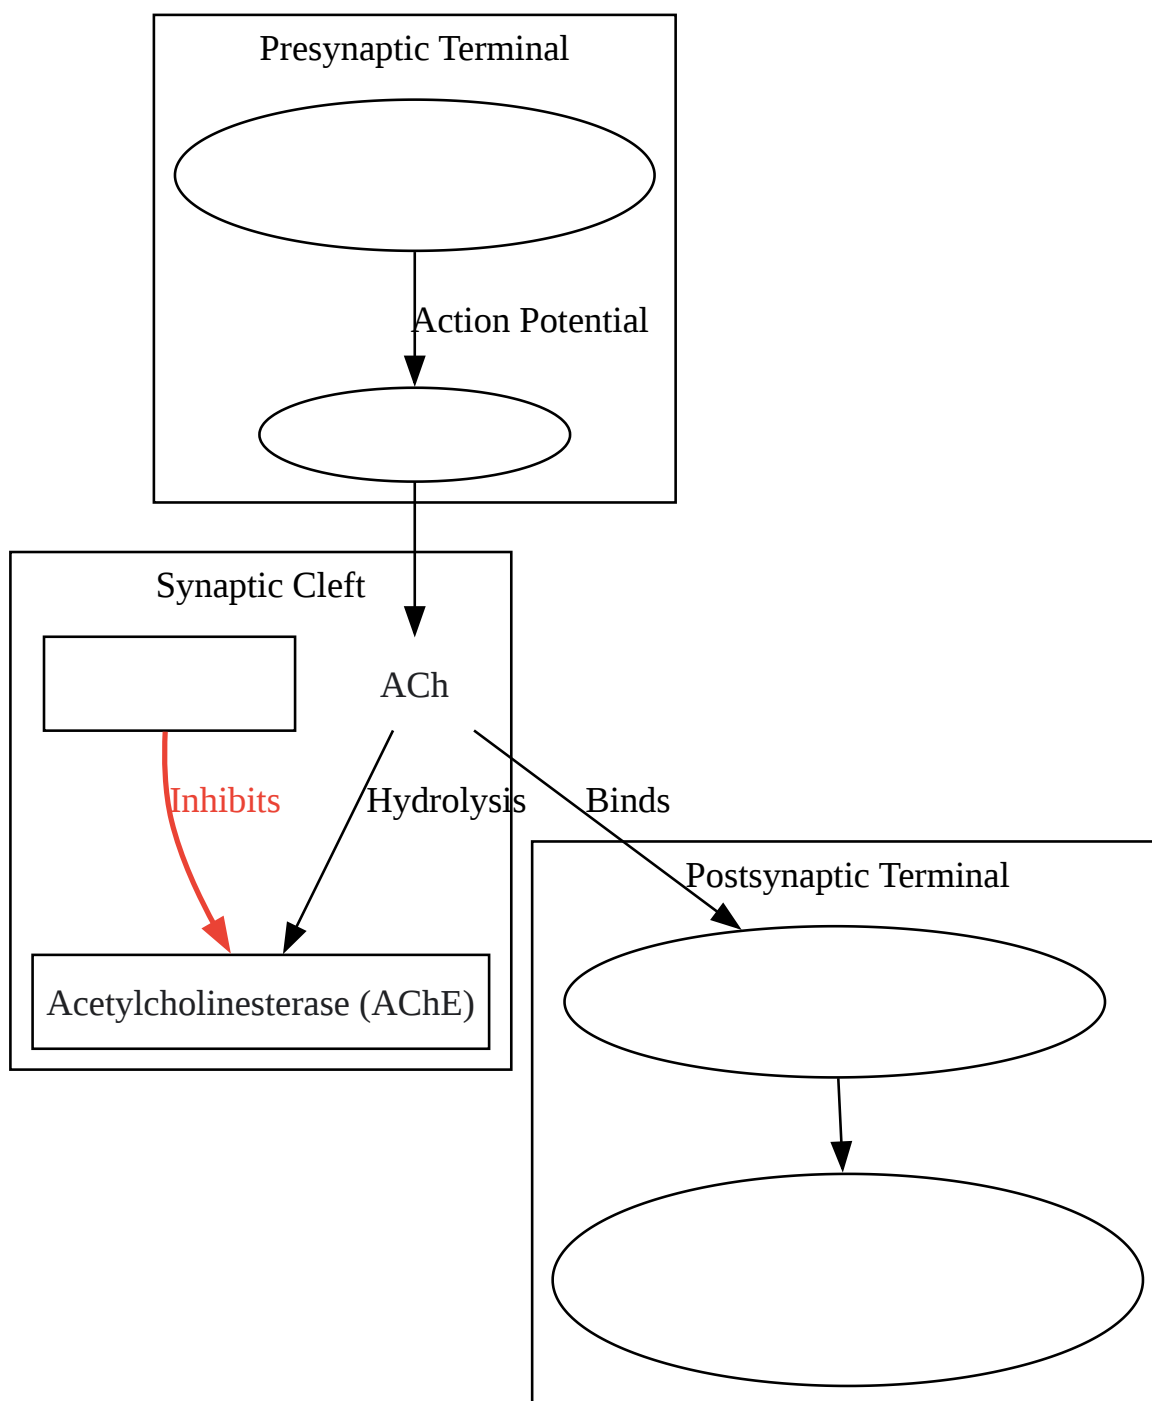 Presynaptic Terminal
Action Potential
Synaptic Cleft
ACh
Inhibits
Hydrolysis
Binds
Postsynaptic Terminal
Acetylcholinesterase (AChE)